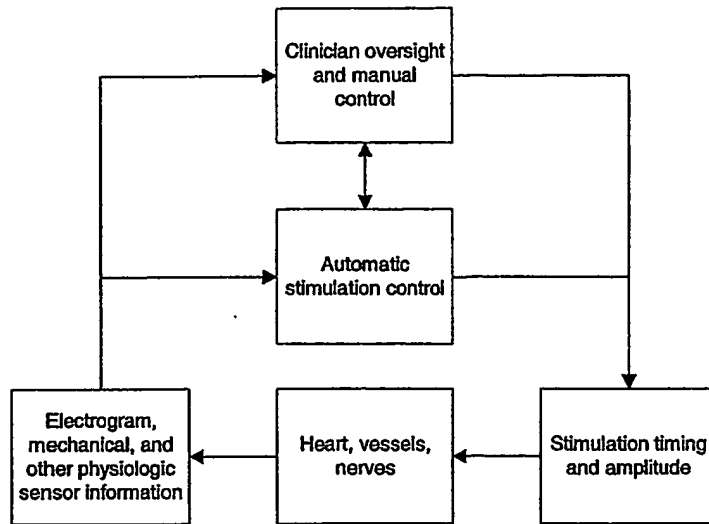 Clinician oversight
and manual
control
Automatic
stimulation control
Electrogram,
mechanical, and
other physiologic
sensor information
Heart, vessels,
nerves
Stimulation timing
and amplitude